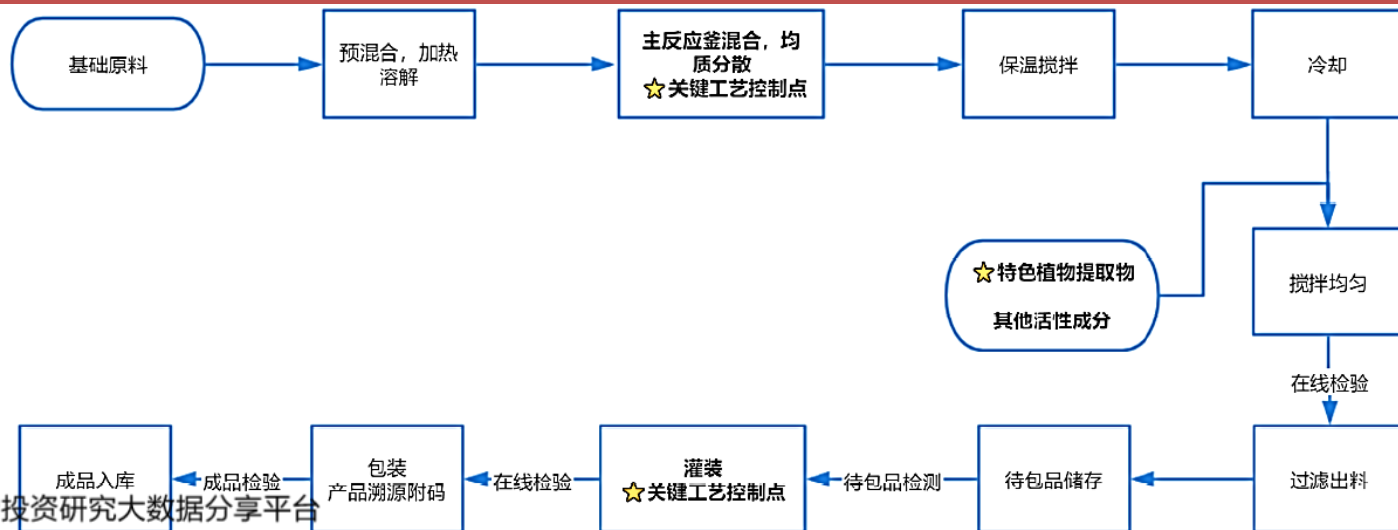 基础原料
预混合，加热
溶解
主反应釜混合，均
质分散
☆关键工艺控制点
保温搅拌
冷却
☆特色植物提取物
其他活性成分
搅拌均匀
在线检验
过滤出料
待包品储存
待包品检测
灌装
☆关键工艺控制点
在线检验
包装
产品溯源附码
成品检验
成品入库
投资研究大数据分享平台